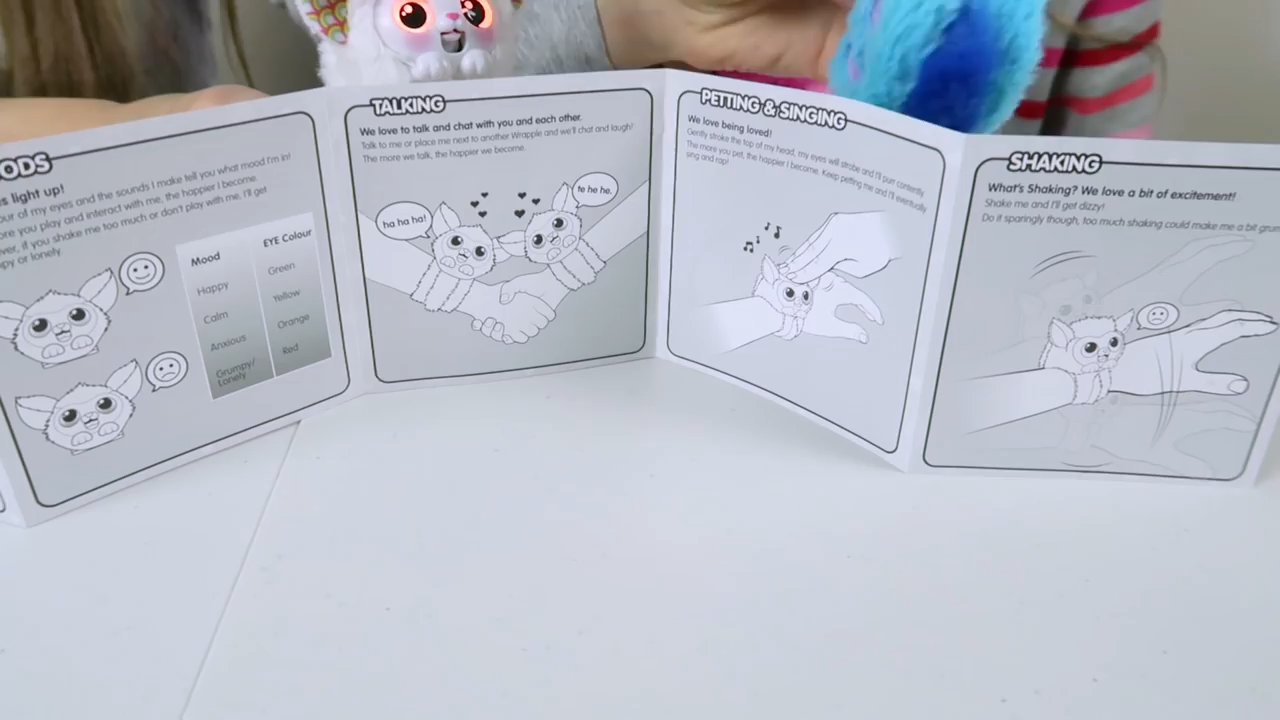 ODS
s light up!
our of my eyes and the sounds I make tell you what mood I'm in!
ore you play and interact with me, the happier I become.
ver, if you shake me too much or don't play with me, I'll get
py or lonely.
Mood EYE Colour
Happy Green
Calm Yellow
Anxious Orange
Grumpy/ Red
Lonely
TALKING
We love to talk and chat with you and each other.
Talk to me or place me next to another Wrapple and we'll chat and laugh!
The more we talk, the happier we become.
ha ha ha!
te he he.
PETTING & SINGING
We love being loved!
Gently stroke the top of my head, my eyes will strobe and I'll purr contently.
The more you pet, the happier I become. Keep petting me and I'll eventually
sing and rap!
SHAKING
What's Shaking? We love a bit of excitement!
Shake me and I'll get dizzy!
Do it sparingly though, too much shaking could make me a bit grum